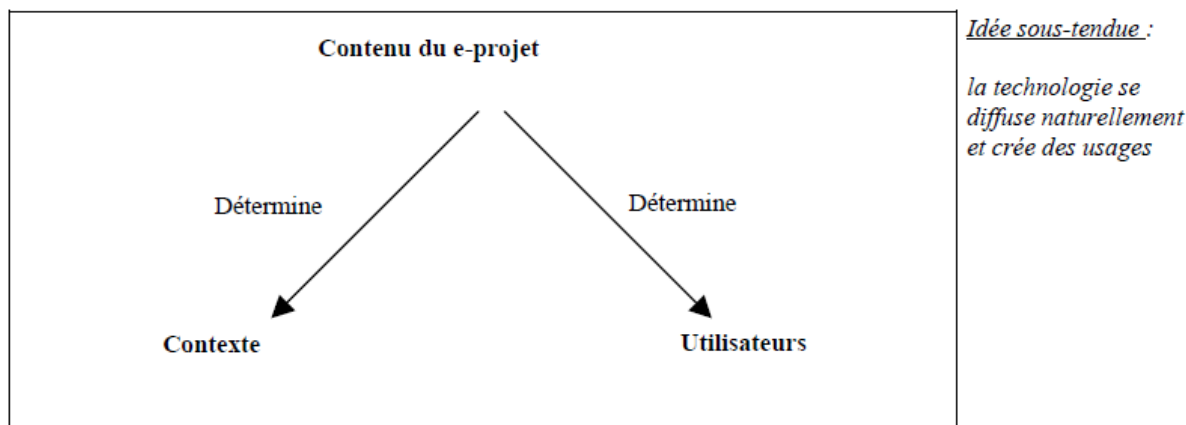 Contenu du e-projet
Détermine
Détermine
Contexte
Utilisateurs
Idée sous-tendue :
la technologie se
diffuse naturellement
et crée des usages